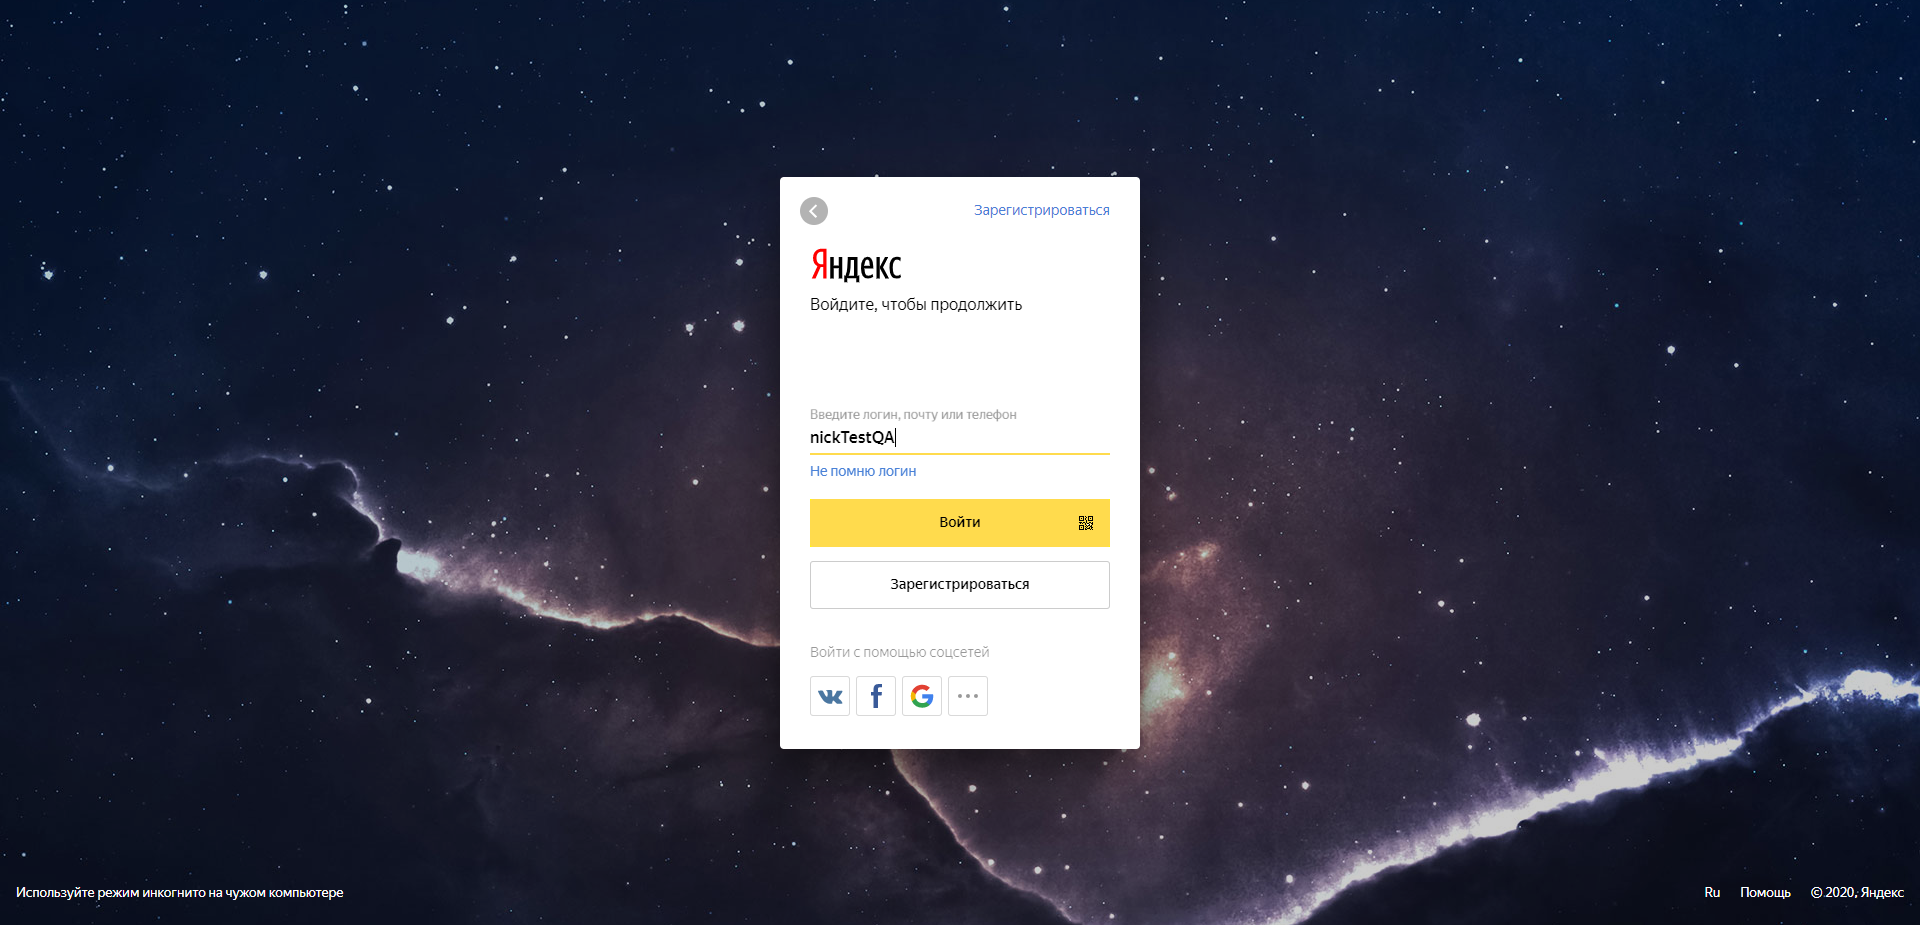 Зарегистрироваться
Яндекс
Войдите, чтобы продолжить
Введите логин, почту или телефон
nickTestQA
Не помню логин
Войти
Зарегистрироваться
Войти с помощью соцсетей
Используйте режим инкогнито на чужом компьютере
Ru Помощь © 2020, Яндекс